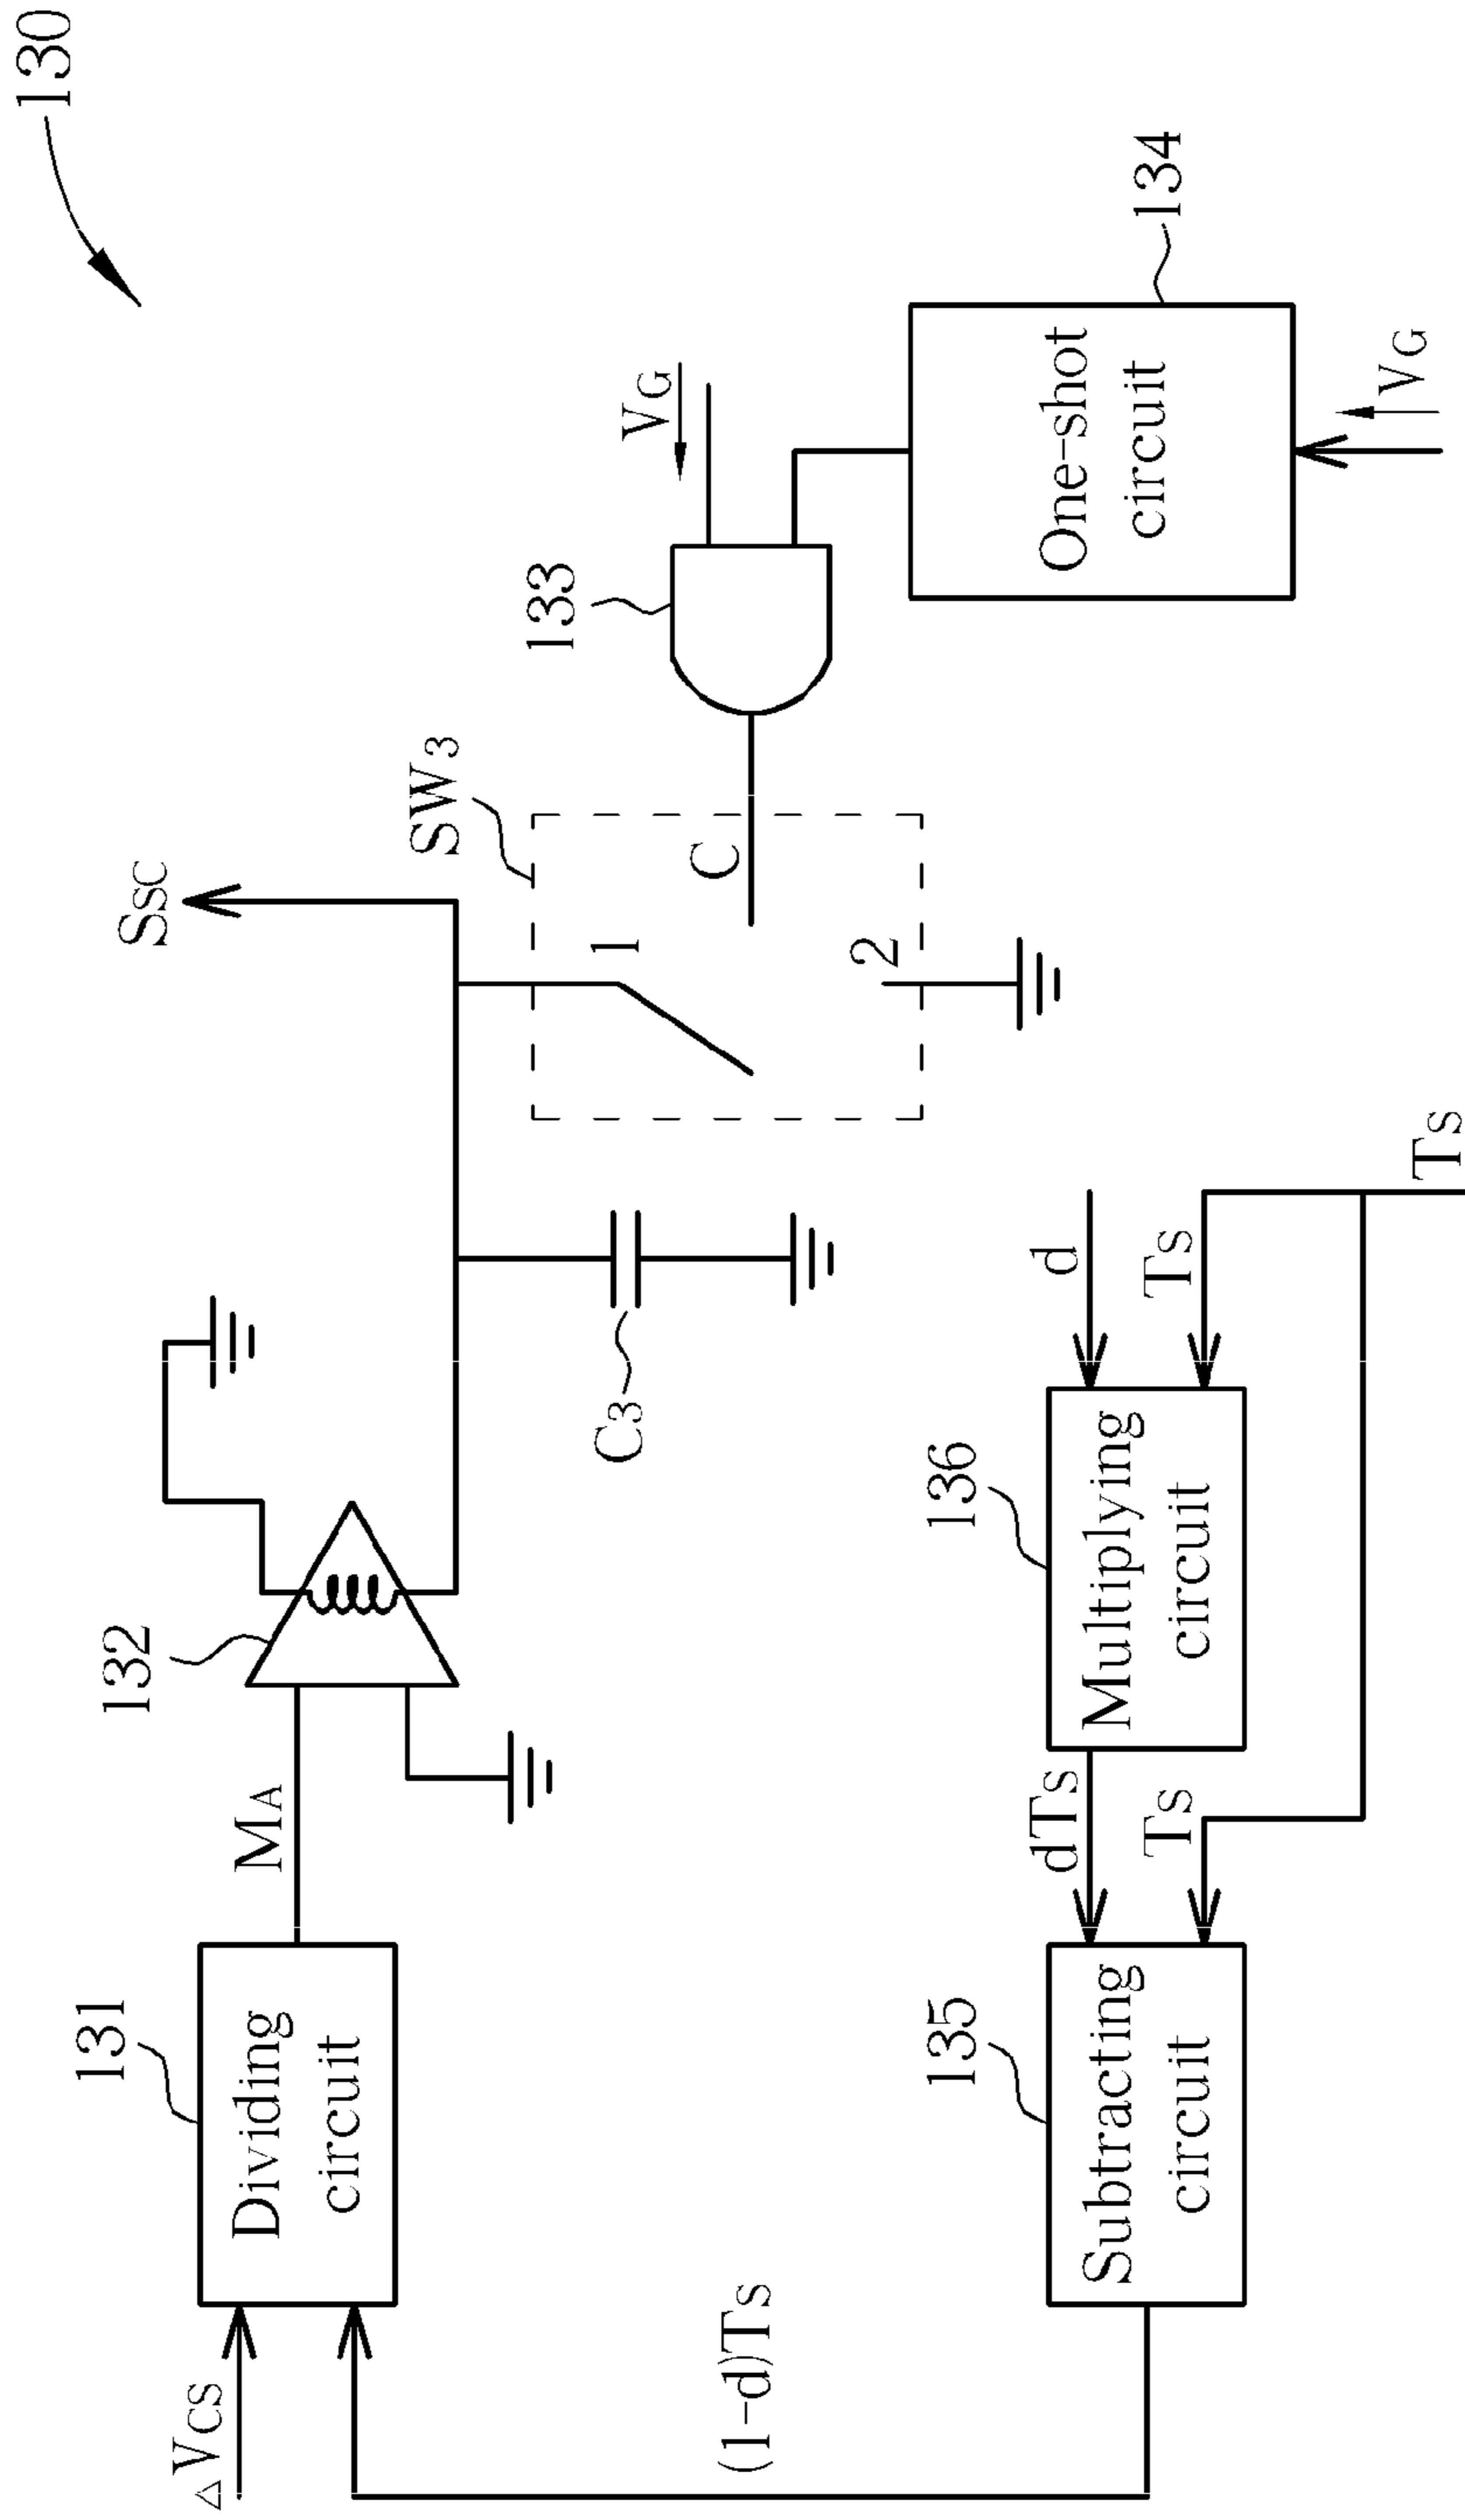 130
SSC
132
131
△VCS
Dividing
circuit
MA
SW3
133
VG
C3
1
C
2
(1-d)TS
135
136
134
Subtracting
circuit
dTS
TS
Multiplying
circuit
d
TS
One-shot
circuit
VG
TS